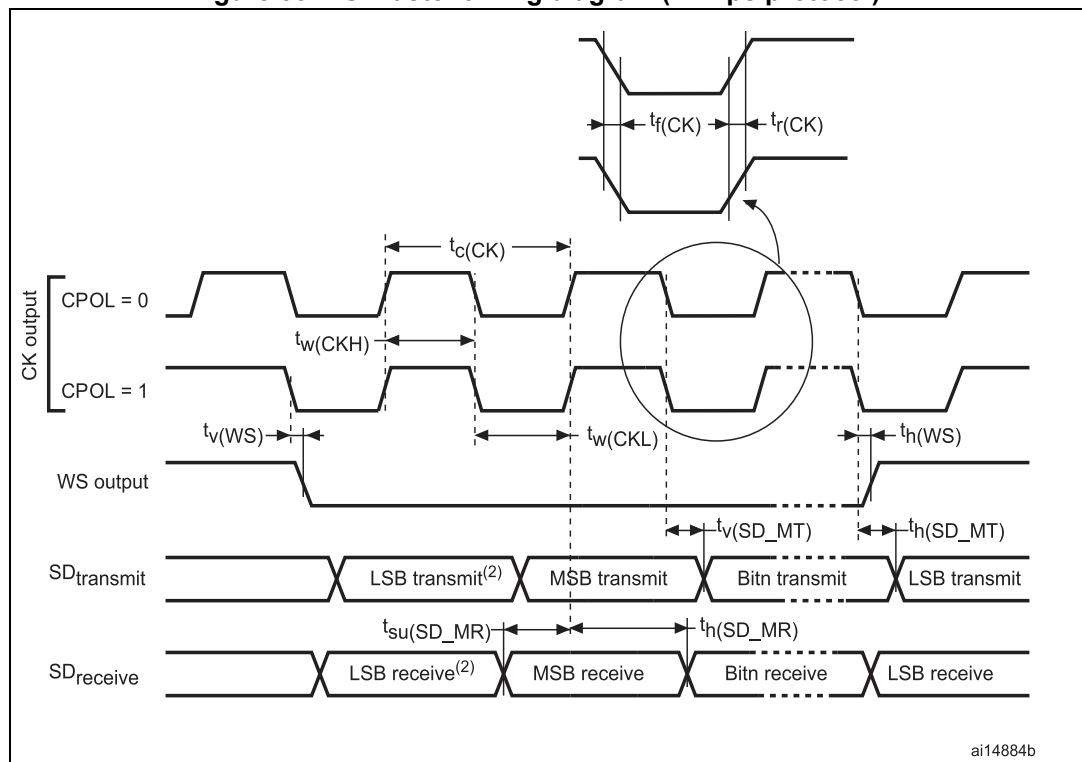 tf(CK)
tr(CK)
tc(CK)
CK output
CPOL = 0
tw(CKH)
CPOL = 1
tv(WS)
tw(CKL)
th(WS)
WS output
tv(SD_MT)
th(SD_MT)
SDtransmit
LSB transmit(2)
MSB transmit
Bitn transmit
LSB transmit
tsu(SD_MR)
th(SD_MR)
SDreceive
LSB receive(2)
MSB receive
Bitn receive
LSB receive
ai14884b